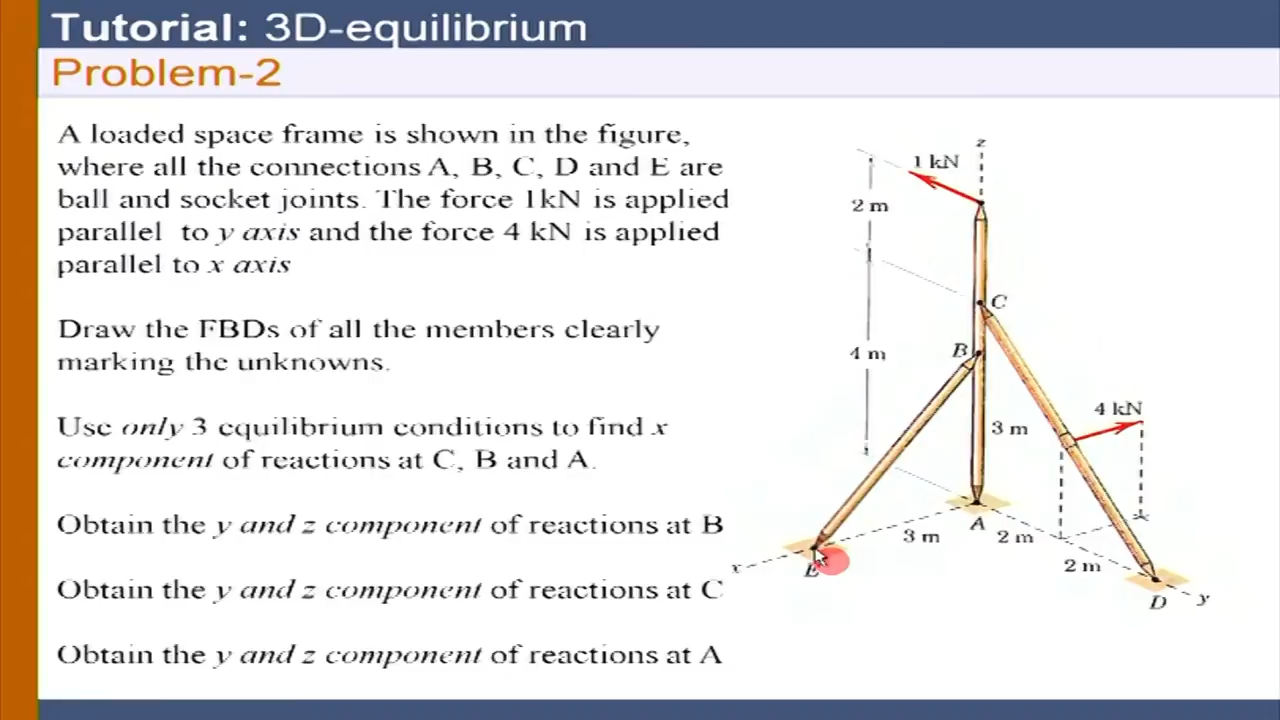 Tutorial: 3D-equilibrium
Problem-2
A loaded space frame is shown in the figure,
where all the connections A, B, C, D and E are
ball and socket joints. The force 1kN is applied
parallel to y axis and the force 4 kN is applied
parallel to x axis
Draw the FBDs of all the members clearly
marking the unknowns.
Use only 3 equilibrium conditions to find x
component of reactions at C, B and A.
Obtain the y and z component of reactions at B
Obtain the y and z component of reactions at C
Obtain the y and z component of reactions at A
z
1 kN
2 m
C
B
4 m
4 kN
3 m
A
3 m
2 m
x
E
2 m
D
y